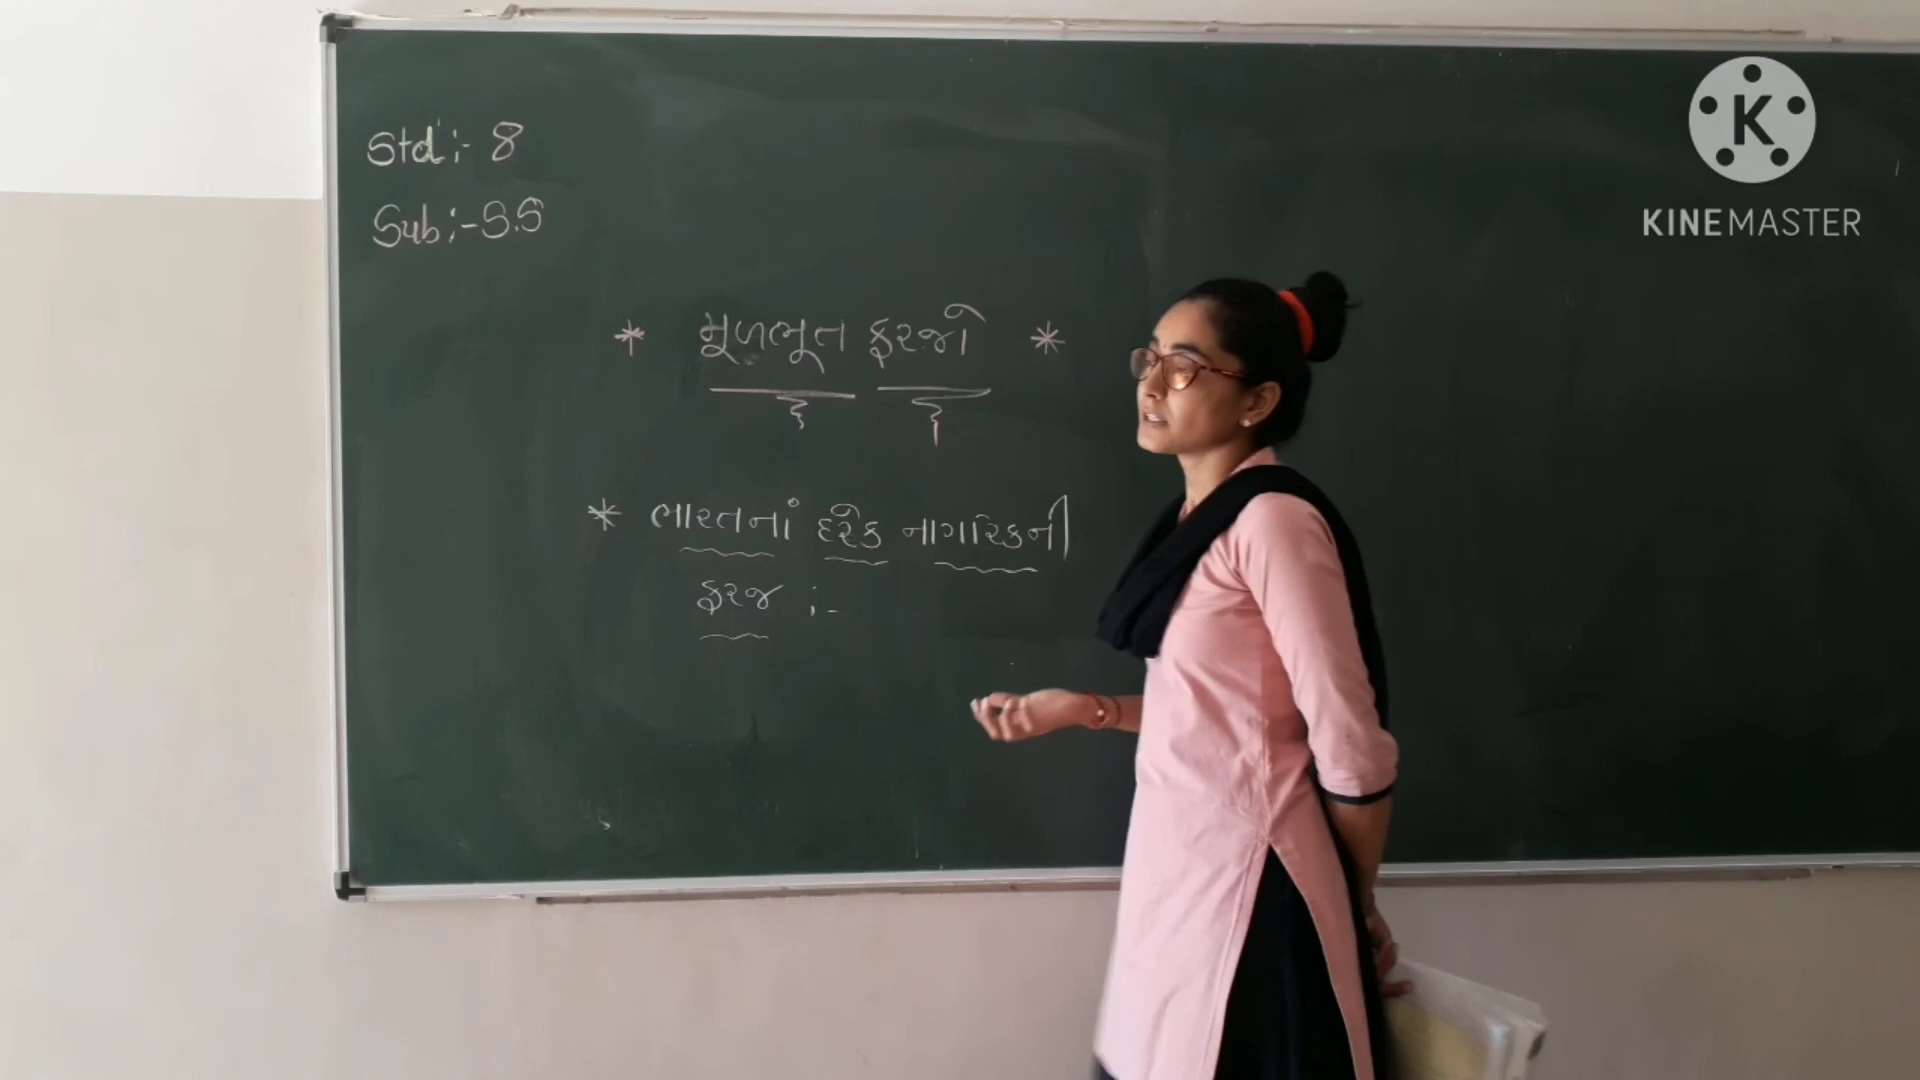 Std :- 8
Sub :- S.S
* મૂળભૂત ફરજો *
* ભારતનાં દરેક નાગરિકની
ફરજ :-
K
KINEMASTER